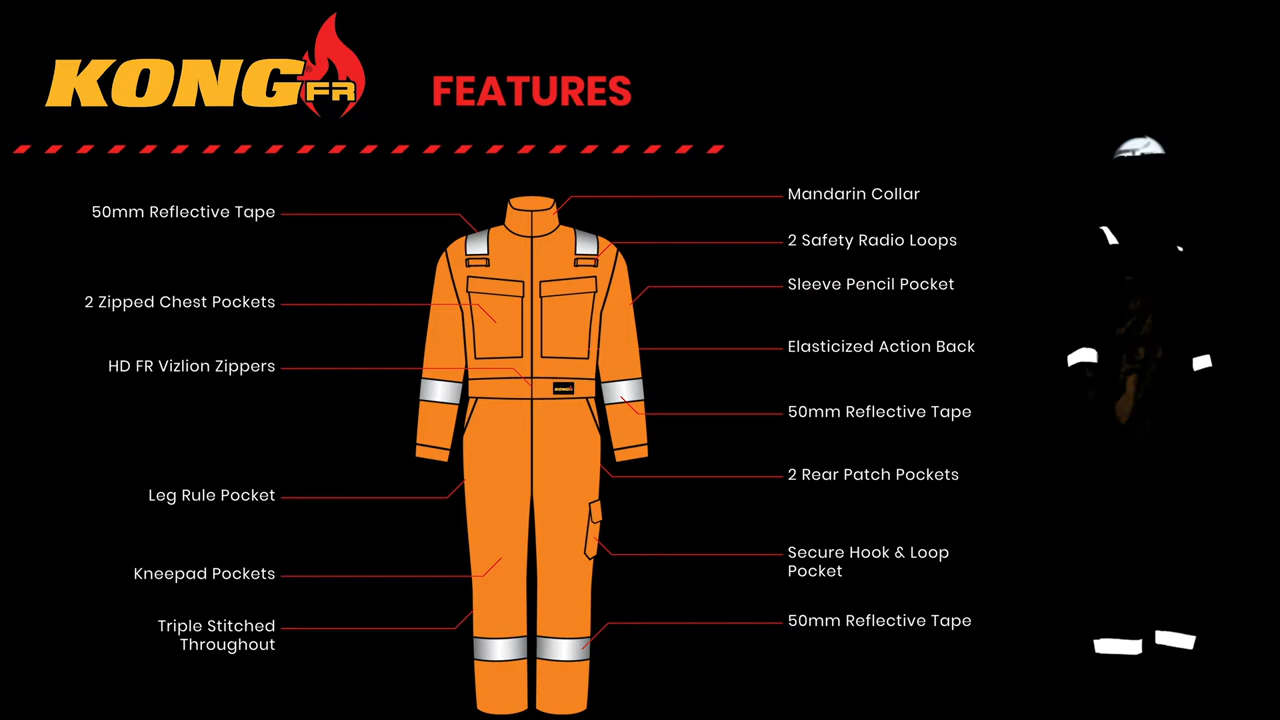 KONG FR
FEATURES
50mm Reflective Tape
2 Zipped Chest Pockets
HD FR Vizlion Zippers
Leg Rule Pocket
Kneepad Pockets
Triple Stitched
Throughout
Mandarin Collar
2 Safety Radio Loops
Sleeve Pencil Pocket
Elasticized Action Back
50mm Reflective Tape
2 Rear Patch Pockets
Secure Hook & Loop
Pocket
50mm Reflective Tape
KONG